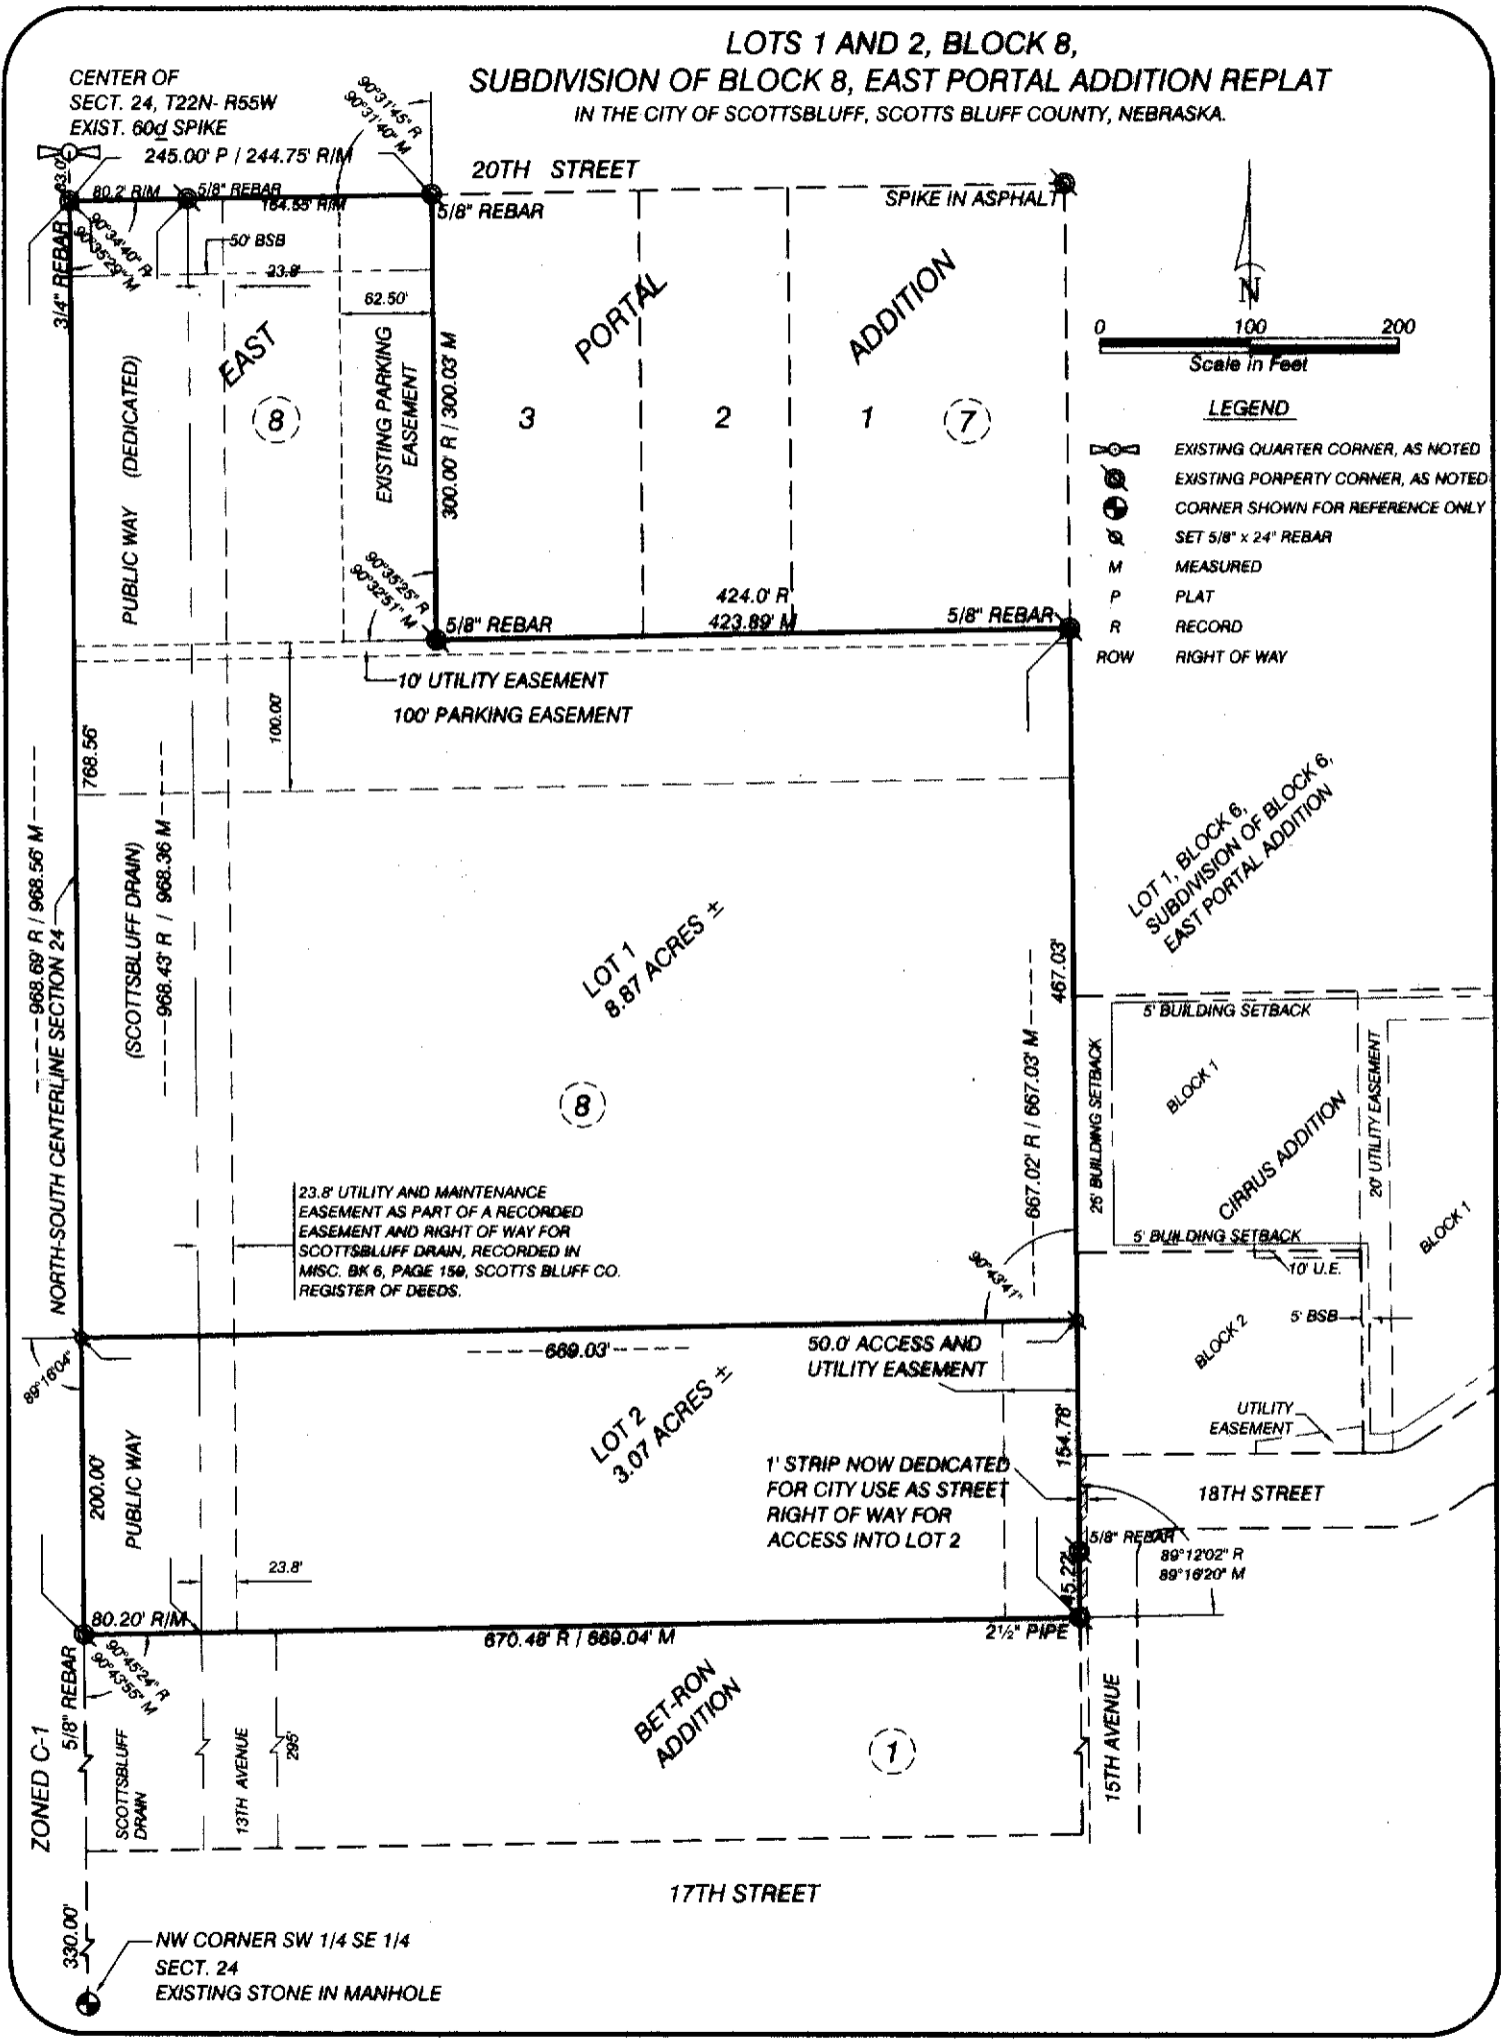 LOTS 1 AND 2, BLOCK 8,
SUBDIVISION OF BLOCK 8, EAST PORTAL ADDITION REPLAT
IN THE CITY OF SCOTTSBLUFF, SCOTTS BLUFF COUNTY, NEBRASKA.
CENTER OF
SECT. 24, T22N- R55W
EXIST. 60d SPIKE
245.00' P / 244.75' R/M
90°31'45" R
90°31'40" M
20TH STREET
SPIKE IN ASPHALT
80.2' R/M
5/8" REBAR
164.55' R/M
5/8" REBAR
3/4" REBAR
90°34'40" R
90°35'29" M
50' BSB
23.8'
62.50'
EAST
PORTAL
ADDITION
8
3
2
1
7
PUBLIC WAY (DEDICATED)
EXISTING PARKING
EASEMENT
300.00' R / 300.03' M
N
0 100 200
Scale in Feet
LEGEND
EXISTING QUARTER CORNER, AS NOTED
EXISTING PORPERTY CORNER, AS NOTED
CORNER SHOWN FOR REFERENCE ONLY
SET 5/8" x 24" REBAR
M MEASURED
P PLAT
R RECORD
ROW RIGHT OF WAY
90°35'25" R
90°32'51" M
5/8" REBAR
424.0' R
423.89' M
5/8" REBAR
10' UTILITY EASEMENT
100' PARKING EASEMENT
100.00'
768.56'
968.69' R / 968.56' M
NORTH-SOUTH CENTERLINE SECTION 24
(SCOTTSBLUFF DRAIN)
968.43' R / 968.36 M
LOT 1
8.87 ACRES ±
8
467.03'
667.02' R / 667.03' M
LOT 1, BLOCK 6,
SUBDIVISION OF BLOCK 6,
EAST PORTAL ADDITION
5' BUILDING SETBACK
BLOCK 1
CIRRUS ADDITION
20' UTILITY EASEMENT
BLOCK 1
5' BUILDING SETBACK
10' U.E.
5' BSB
BLOCK 2
UTILITY
EASEMENT
23.8' UTILITY AND MAINTENANCE
EASEMENT AS PART OF A RECORDED
EASEMENT AND RIGHT OF WAY FOR
SCOTTSBLUFF DRAIN, RECORDED IN
MISC. BK 6, PAGE 159, SCOTTS BLUFF CO.
REGISTER OF DEEDS.
90°43'41"
669.03'
50.0' ACCESS AND
UTILITY EASEMENT
89°16'04"
LOT 2
3.07 ACRES ±
154.78'
1' STRIP NOW DEDICATED
FOR CITY USE AS STREET
RIGHT OF WAY FOR
ACCESS INTO LOT 2
18TH STREET
200.00'
PUBLIC WAY
23.8'
5/8" REBAR
89°12'02" R
89°16'20" M
45.22'
80.20' R/M
670.48' R / 669.04' M
2½" PIPE
5/8" REBAR
90°45'24" R
90°43'55" M
BET-RON
ADDITION
1
ZONED C-1
SCOTTSBLUFF
DRAIN
13TH AVENUE
295'
15TH AVENUE
17TH STREET
330.00'
NW CORNER SW 1/4 SE 1/4
SECT. 24
EXISTING STONE IN MANHOLE